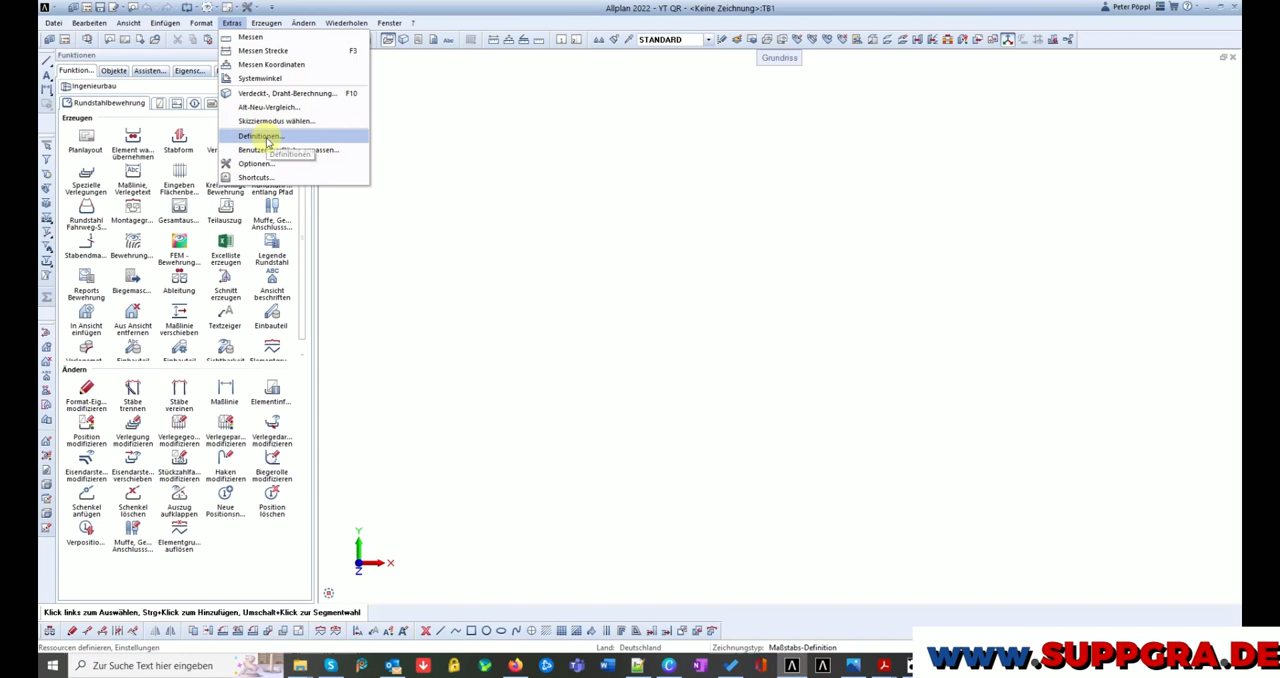 Allplan 2022 - YT QR - <Keine Zeichnung>:TB1
Peter Pöppl
Datei Bearbeiten Ansicht Einfügen Format Extras Erzeugen Ändern Wiederholen Fenster ?
Messen
Messen Strecke F3
Messen Koordinaten
Systemwinkel
Verdeckt-, Draht-Berechnung... F10
Alt-Neu-Vergleich...
Skizziermodus wählen...
Definitionen...
Definitionen
Optionen...
Shortcuts...
STANDARD
Grundriss
Funktionen
Funktion... Objekte Assisten... Eigensc...
Ingenieurbau
Rundstahlbewehrung
Erzeugen
Planlayout
Element wa... übernehmen
Stabform
Spezielle Verlegungen
Maßlinie, Verlegetext
Eingeben Flächenbe...
Bewehrung
entlang Pfad
Rundstahl Fahrweg-S...
Montagegr...
Gesamtaus...
Teilauszug
Muffe, Ge... Anschlusss...
Stabendma...
Bewehrung...
FEM - Bewehrung...
Excelliste erzeugen
Legende Rundstahl
Reports Bewehrung
Biegemasc...
Ableitung
Schnitt erzeugen
Ansicht beschriften
In Ansicht einfügen
Aus Ansicht entfernen
Maßlinie verschieben
Textzeiger
Einbauteil
Ändern
Format-Eig... modifizieren
Stäbe trennen
Stäbe vereinen
Maßlinie
Elementinf...
Position modifizieren
Verlegung modifizieren
Verlegegeo... modifizieren
Verlegepar... modifizieren
Verlegedar... modifizieren
Eisendarste... modifizieren
Eisendarste... verschieben
Stückzahlfa... modifizieren
Haken modifizieren
Biegerolle modifizieren
Schenkel anfügen
Schenkel löschen
Auszug aufklappen
Neue Positionsn...
Position löschen
Verpositio...
Muffe, Ge... Anschlusss...
Elementgru... auflösen
Y
X
Z
Klick links zum Auswählen, Strg+Klick zum Hinzufügen, Umschalt+Klick zur Segmentwahl
Ressourcen definieren, Einstellungen
Land: Deutschland
Zeichnungstyp: Maßstabs-Definition
Zur Suche Text hier eingeben
WWW.SUPPGRA.DE